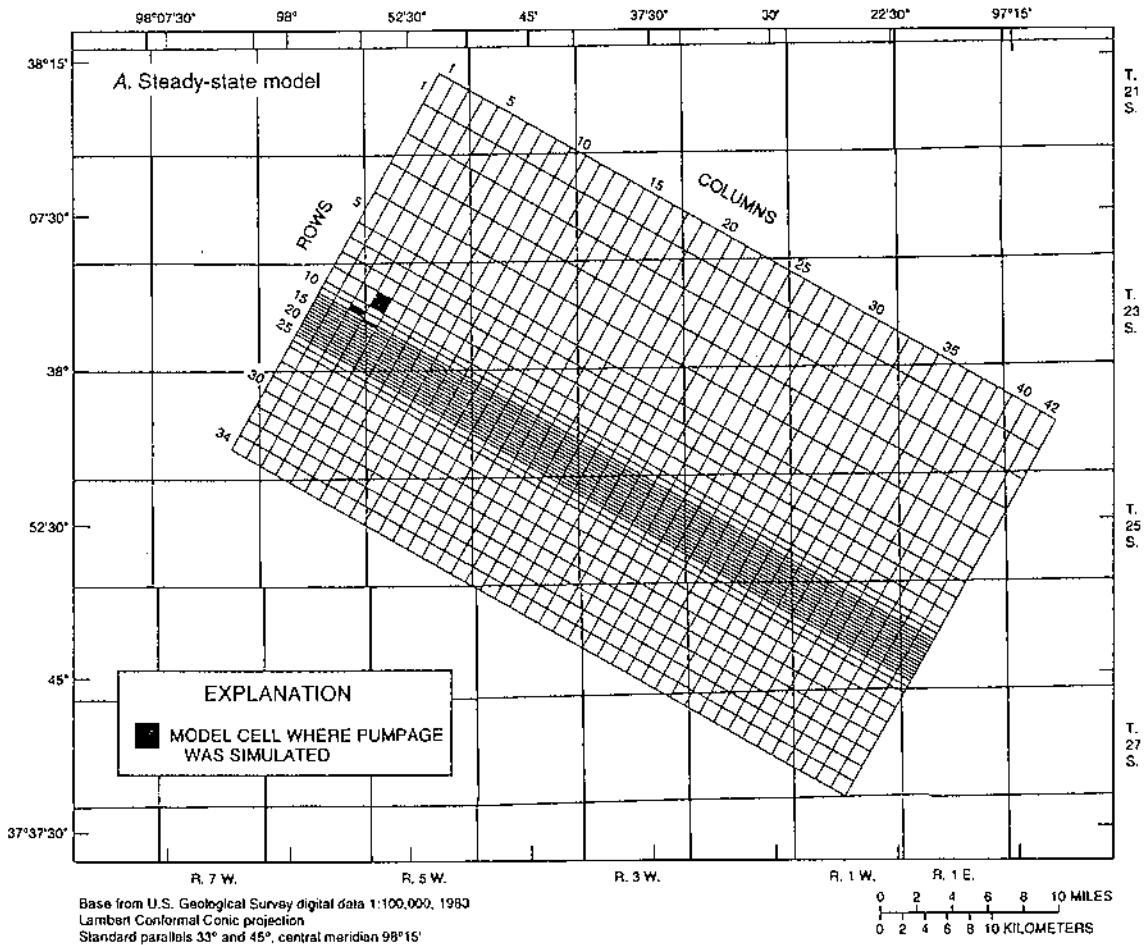 98°07'30" 98° 52'30" 45' 37'30" 30' 22'30" 97°15'
38°15'
07'30"
38°
52'30"
45'
37°37'30"
A. Steady-state model
ROWS
1
5
10
15
20
25
30
34
COLUMNS
1
5
10
15
20
25
30
35
40
42
T.
21
S.
T.
23
S.
T.
25
S.
T.
27
S.
EXPLANATION
MODEL CELL WHERE PUMPAGE
WAS SIMULATED
R. 7 W. R. 5 W. R. 3 W. R. 1 W. R. 1 E.
0 2 4 6 8 10 MILES
0 2 4 6 8 10 KILOMETERS
Base from U.S. Geological Survey digital data 1:100,000, 1983
Lambert Conformal Conic projection
Standard parallels 33° and 45°, central meridian 98°15'